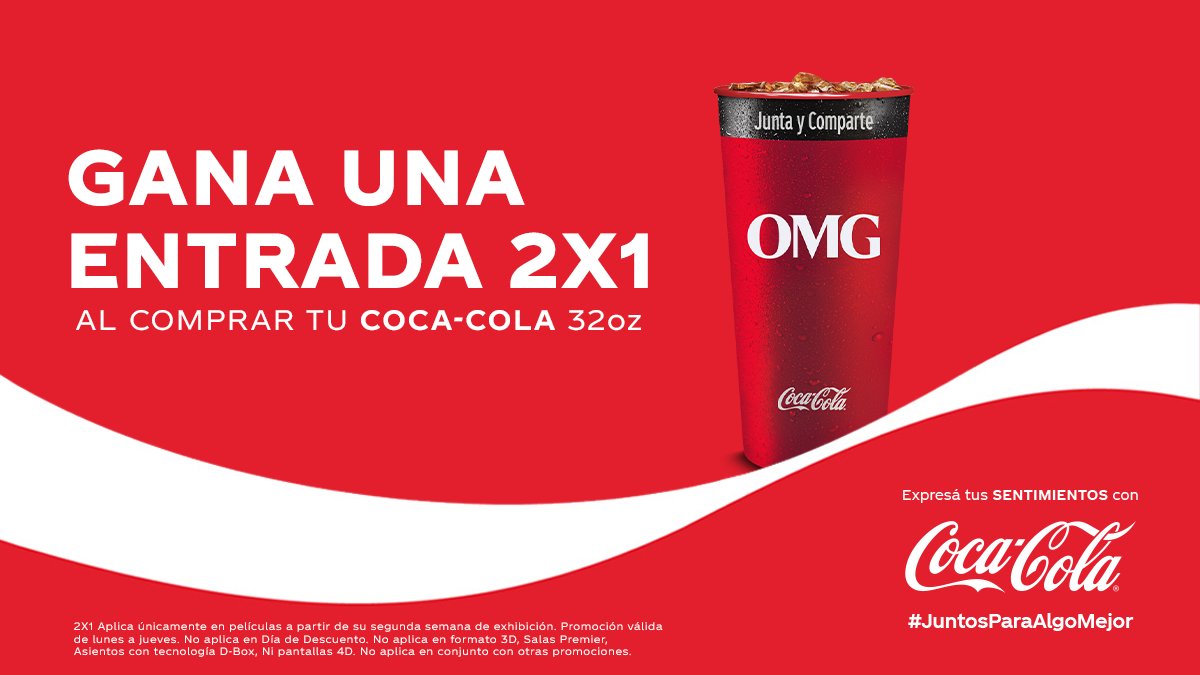 GANA UNA
ENTRADA 2X1
AL COMPRAR TU COCA-COLA 32oz
Junta y Comparte
OMG
Coca-Cola
Expresá tus SENTIMIENTOS con
Coca-Cola®
#JuntosParaAlgoMejor
2X1 Aplica únicamente en películas a partir de su segunda semana de exhibición. Promoción válida
de lunes a jueves. No aplica en Día de Descuento. No aplica en formato 3D, Salas Premier,
Asientos con tecnología D-Box, Ni pantallas 4D. No aplica en conjunto con otras promociones.